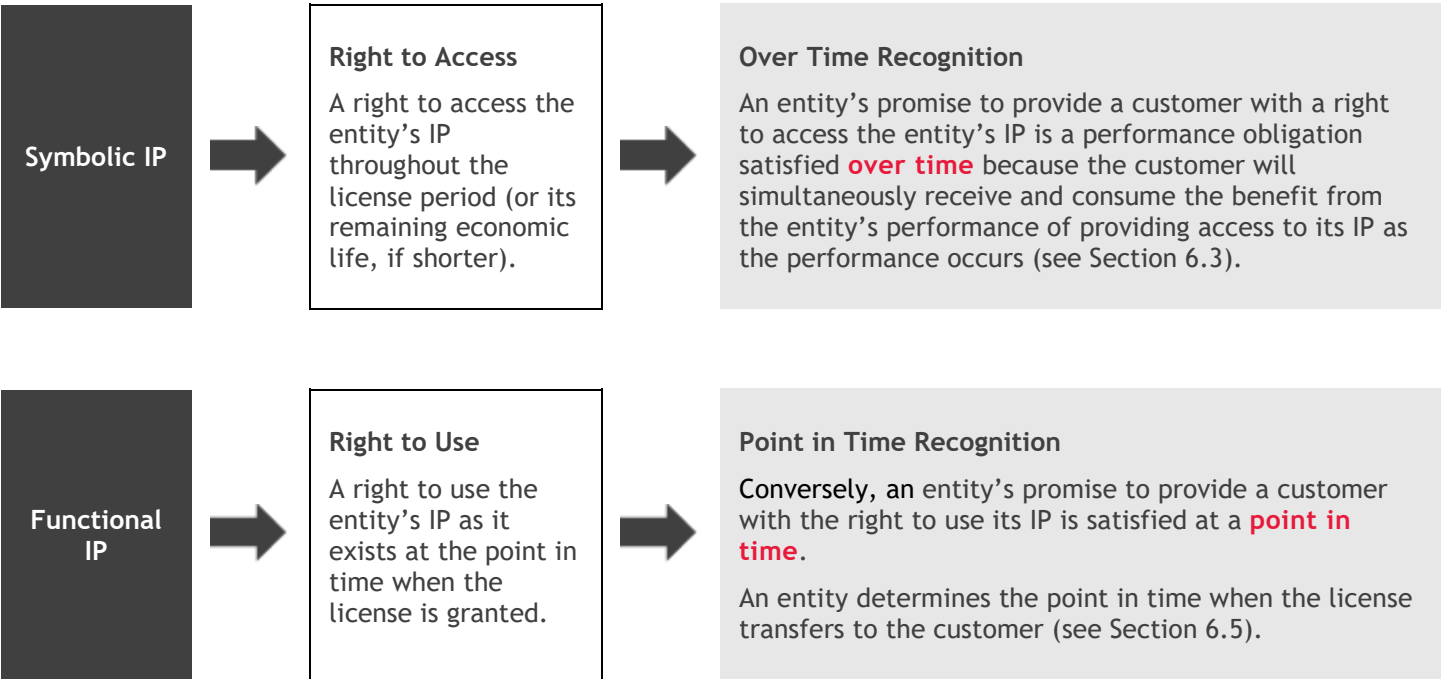 Symbolic IP
Right to Access
A right to access the
entity’s IP
throughout the
license period (or its
remaining economic
life, if shorter).
Over Time Recognition
An entity’s promise to provide a customer with a right
to access the entity’s IP is a performance obligation
satisfied over time because the customer will
simultaneously receive and consume the benefit from
the entity’s performance of providing access to its IP as
the performance occurs (see Section 6.3).
Functional
IP
Right to Use
A right to use the
entity’s IP as it
exists at the point in
time when the
license is granted.
Point in Time Recognition
Conversely, an entity’s promise to provide a customer
with the right to use its IP is satisfied at a point in
time.
An entity determines the point in time when the license
transfers to the customer (see Section 6.5).